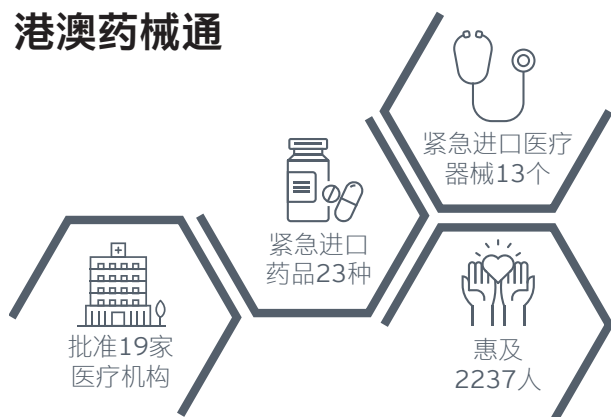 港澳药械通
批准19家
医疗机构
紧急进口
药品23种
紧急进口医疗
器械13个
惠及
2237人